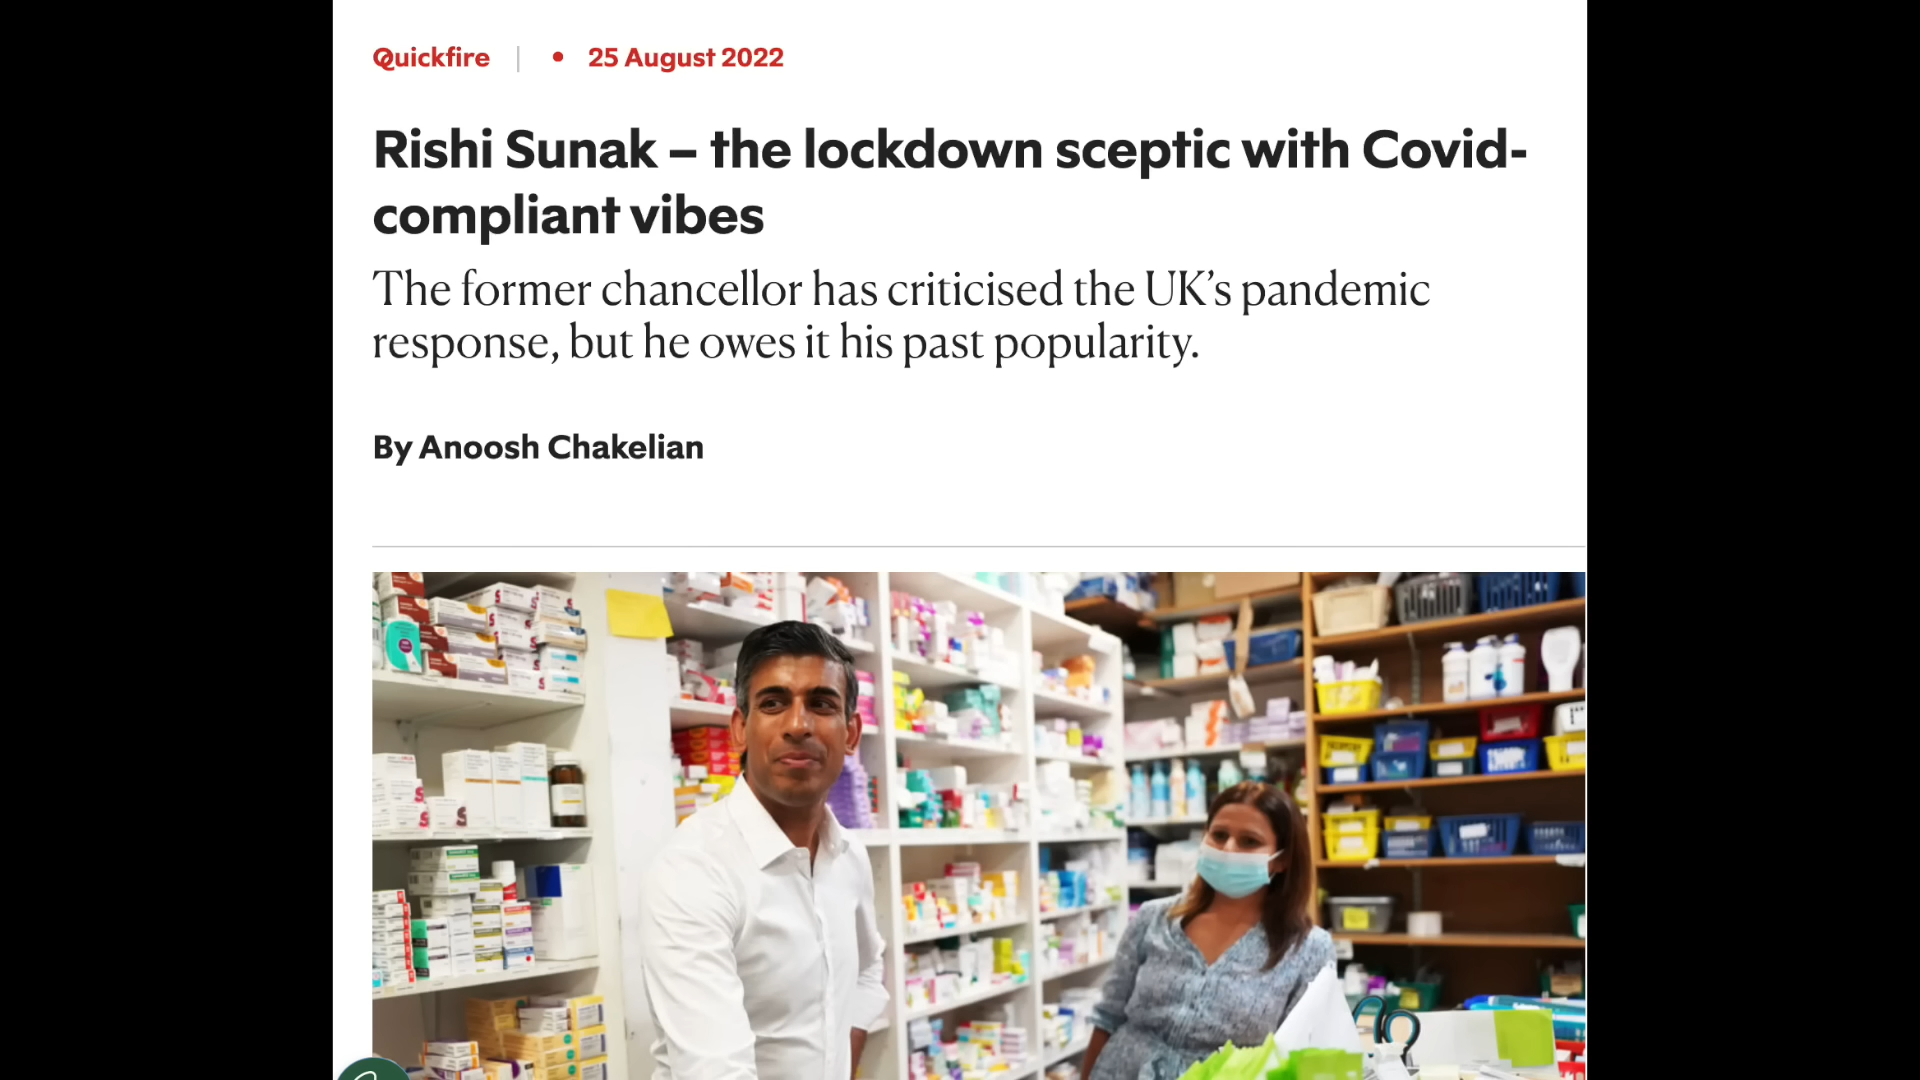 Quickfire | • 25 August 2022
Rishi Sunak – the lockdown sceptic with Covid-
compliant vibes
The former chancellor has criticised the UK’s pandemic
response, but he owes it his past popularity.
By Anoosh Chakelian